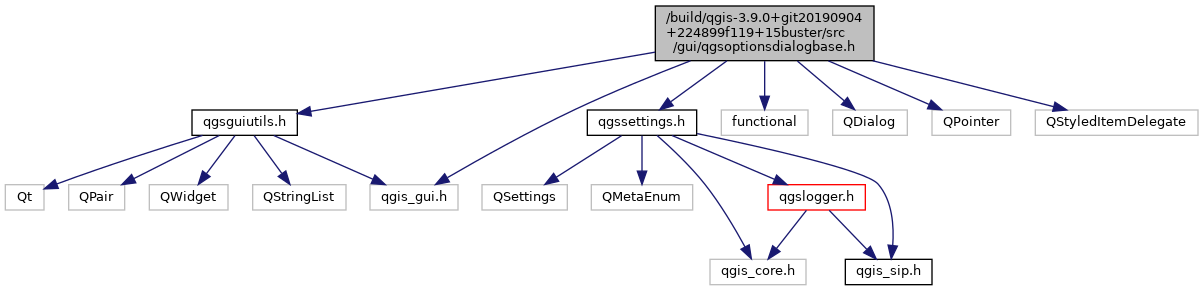 /build/qgis-3.9.0+git20190904
+224899f119+15buster/src
/gui/qgsoptionsdialogbase.h
qgsguiutils.h
qgssettings.h
functional
QDialog
QPointer
QStyledItemDelegate
Qt
QPair
QWidget
QStringList
qgis_gui.h
QSettings
QMetaEnum
qgslogger.h
qgis_core.h
qgis_sip.h